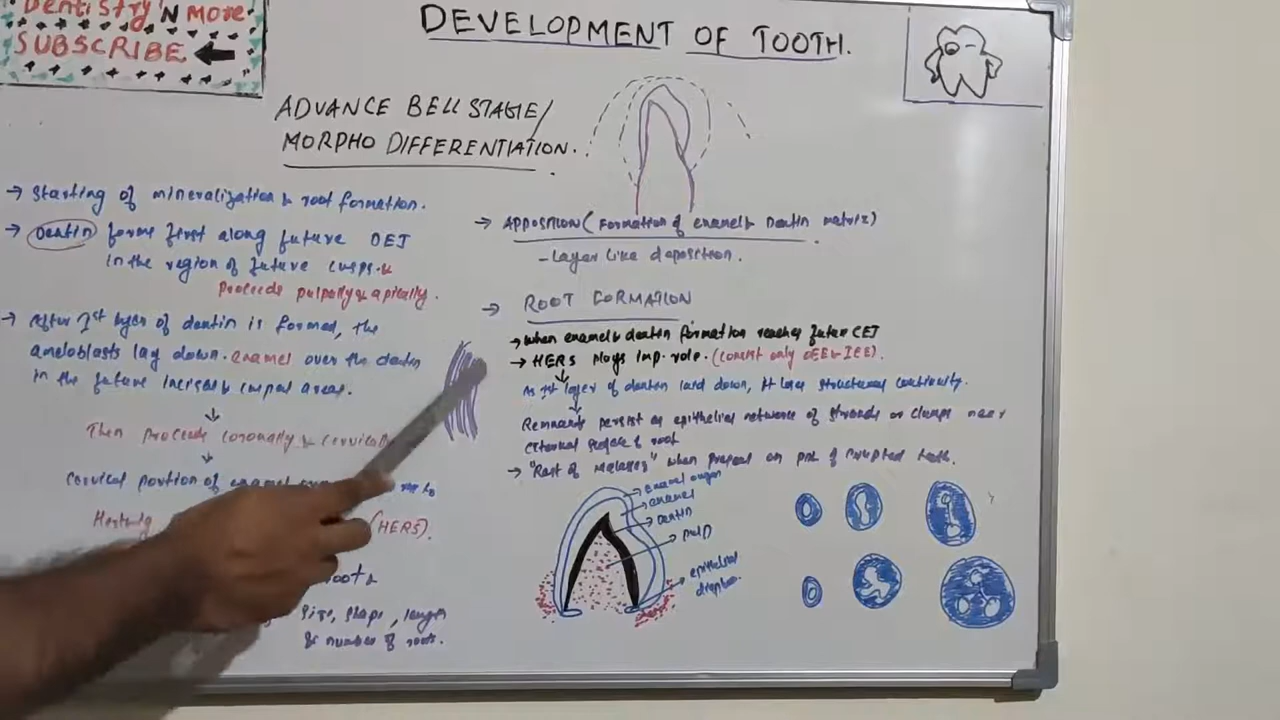 Dentistry 'N More
SUBSCRIBE
DEVELOPMENT OF TOOTH.
ADVANCE BELL STAGE/
MORPHO DIFFERENTIATION.
→ Starting of mineralization & root formation.
→ Dentin forms first along future DEJ
in the region of future cusps &
proceeds pulpally & apically.
→ After 1st layer of dentin is formed, the
ameloblasts lay down enamel over the dentin
in the future incisal & cuspal areas.
Then proceeds coronally & cervically
Cervical portion of enamel
Hertwig (HERS).
root &
size, shape, length
& number of roots.
→ APPOSITION (Formation of enamel & Dentin matrix)
- Layer like deposition.
→ ROOT FORMATION
→ When enamel & dentin formation reaches future CEJ
→ HERS plays imp. role. (consist only OEE & IEE).
As 1st layer of dentin laid down, it loses structural continuity.
Remnants persist as epithelial network of strands or clumps near
external surface of root
→ "Rest of Malassez" when present on pdl of erupted teeth.
enamel organ
enamel
Dentin
pulp
epithelial